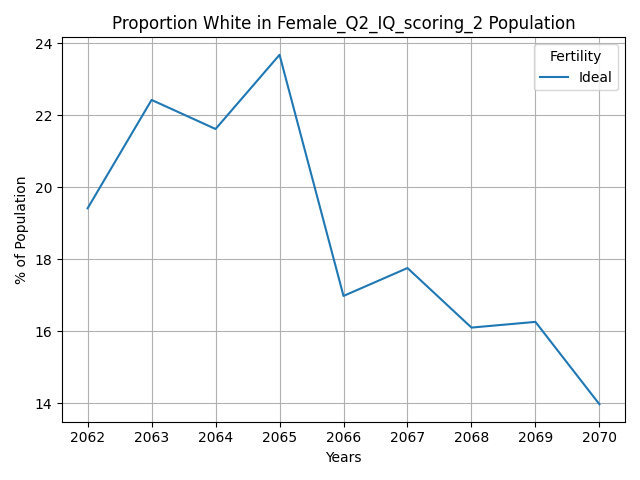 Proportion White in Female_Q2_IQ_scoring_2 Population
Fertility
Ideal
% of Population
24
22
20
18
16
14
2062 2063 2064 2065 2066 2067 2068 2069 2070
Years